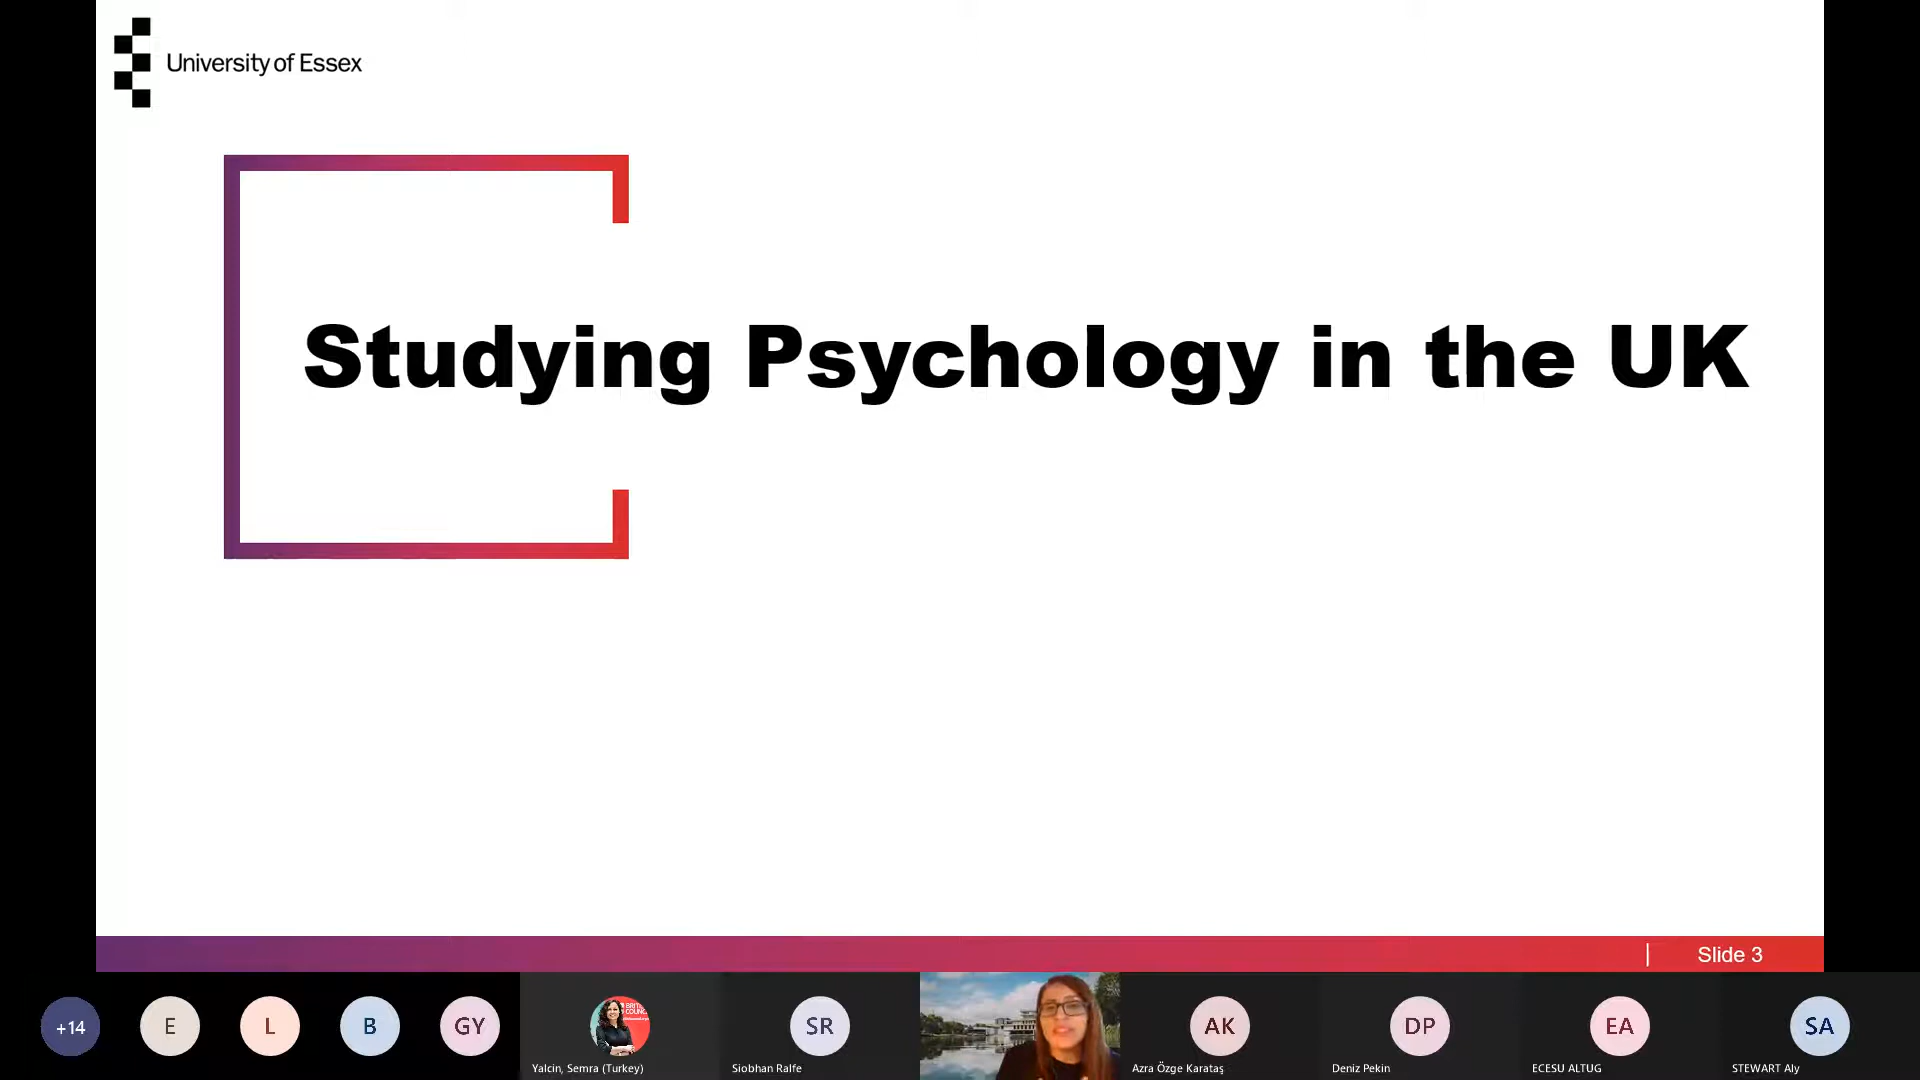 University of Essex
Studying Psychology in the UK
Slide 3
+14
E
L
B
GY
SR
AK
DP
EA
SA
Yalcin, Semra (Turkey)
Siobhan Ralfe
Azra Özge Karataş
Deniz Pekin
ECESU ALTUG
STEWART Aly